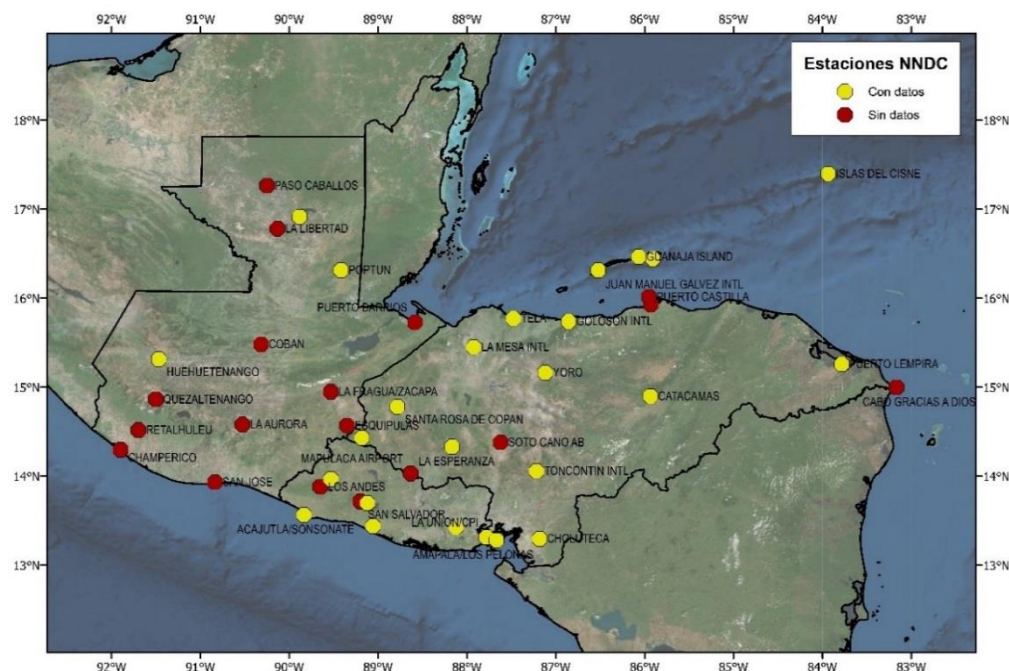 92°W 91°W 90°W 89°W 88°W 87°W 86°W 85°W 84°W 83°W
Estaciones NNDC
Con datos
Sin datos
18°N 18°N
ISLAS DEL CISNE
PASO CABALLOS
17°N 17°N
LA LIBERTAD
GUANAJA ISLAND
POPTUN
JUAN MANUEL GALVEZ INTL
16°N PUERTO CASTILLA 16°N
PUERTO BARRIOS
TELA
GOLOSON INTL
COBAN
LA MESA INTL
HUEHUETENANGO
PUERTO LEMPIRA
YORO
15°N 15°N
LA FRAGUA/ZACAPA
CATACAMAS
QUEZALTENANGO
CABO GRACIAS A DIOS
SANTA ROSA DE COPAN
LA AURORA
ESQUIPULAS
RETALHULEU
SOTO CANO AB
CHAMPERICO
MAPULACA AIRPORT
LA ESPERANZA
TONCONTIN INTL
14°N 14°N
SAN JOSE
LOS ANDES
SAN SALVADOR
LA UNION/CPI
ACAJUTLA/SONSONATE
CHOLUTECA
AMAPALA/LOS PELONAS
13°N 13°N
92°W 91°W 90°W 89°W 88°W 87°W 86°W 85°W 84°W 83°W